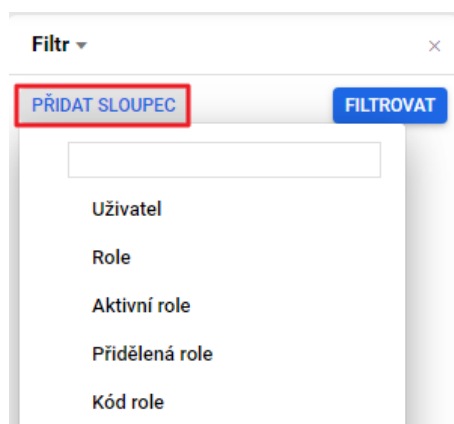 Filtr
PŘIDAT SLOUPEC
FILTROVAT
Uživatel
Role
Aktivní role
Přidělená role
Kód role